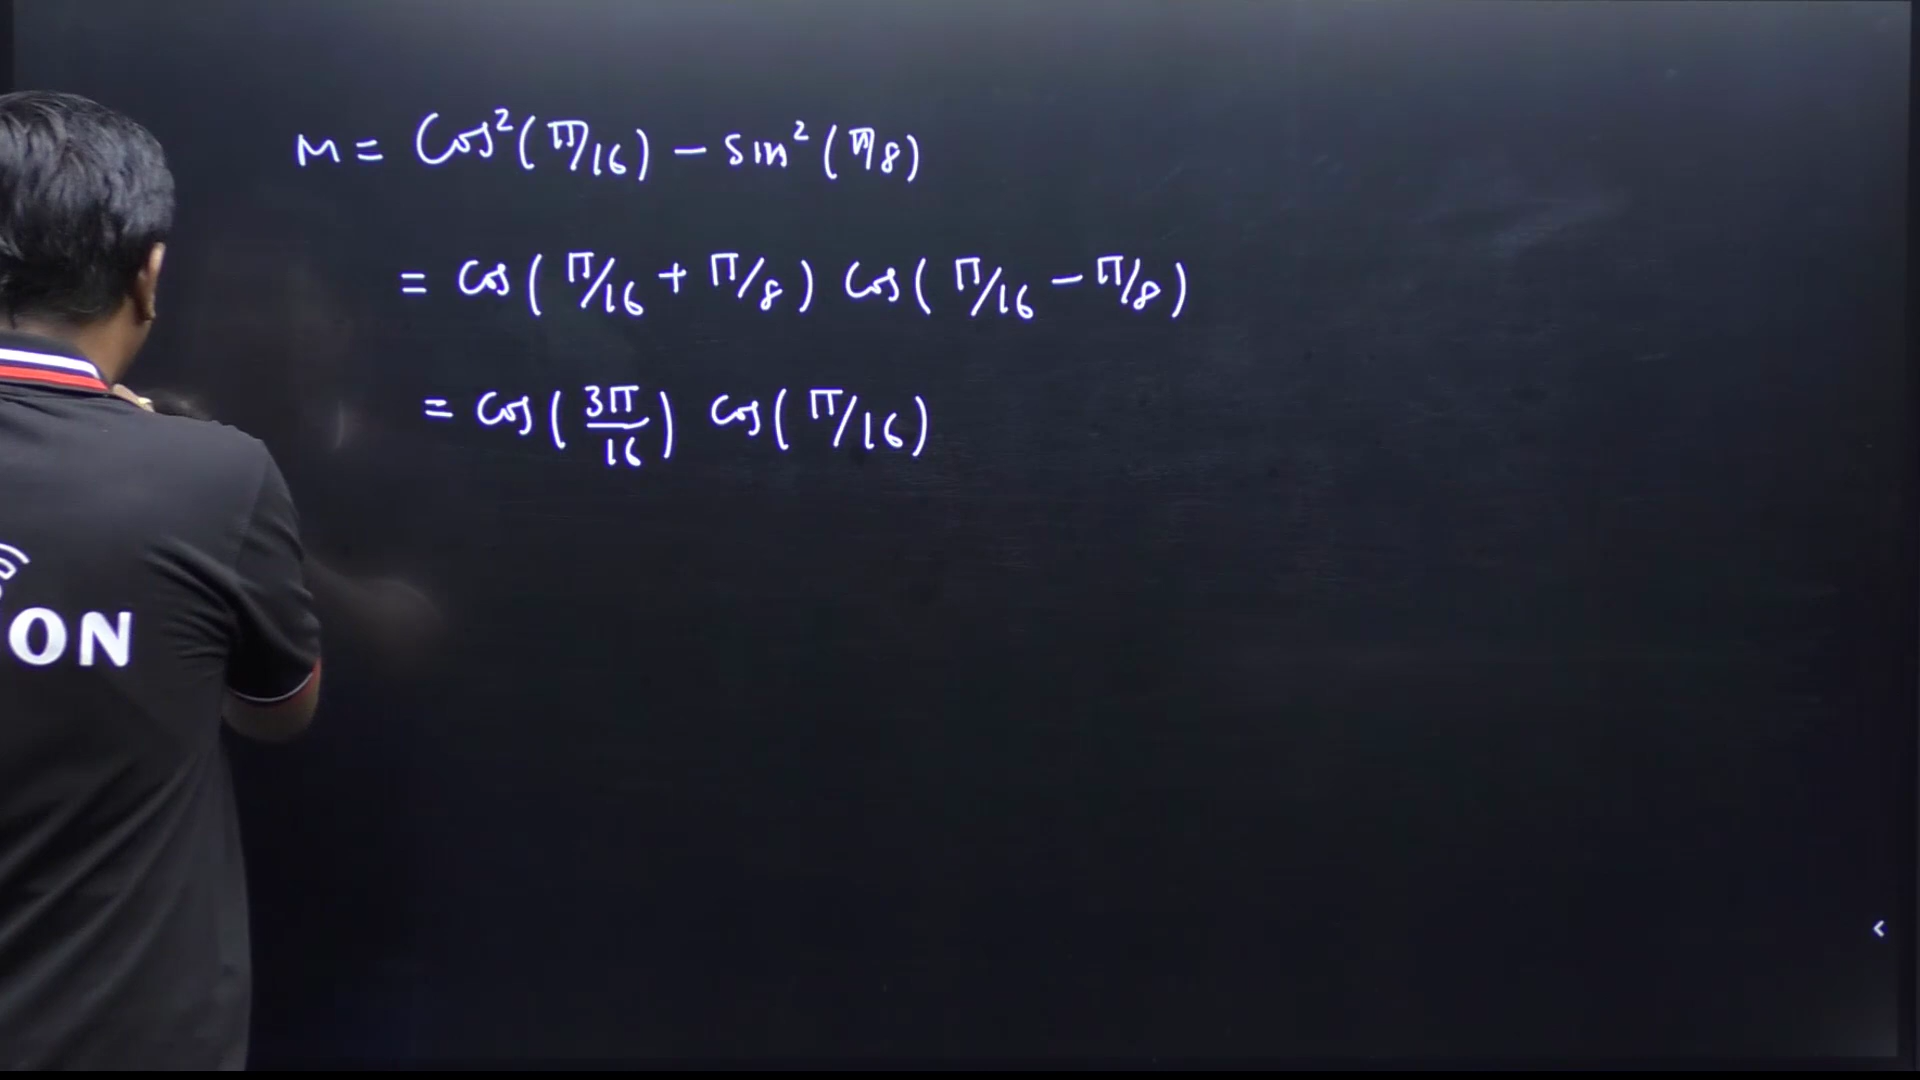 M = Cos²(π/16) - sin²(π/8)
= cos(π/16 + π/8) cos(π/16 - π/8)
= cos(3π/16) cos(π/16)
ON
<